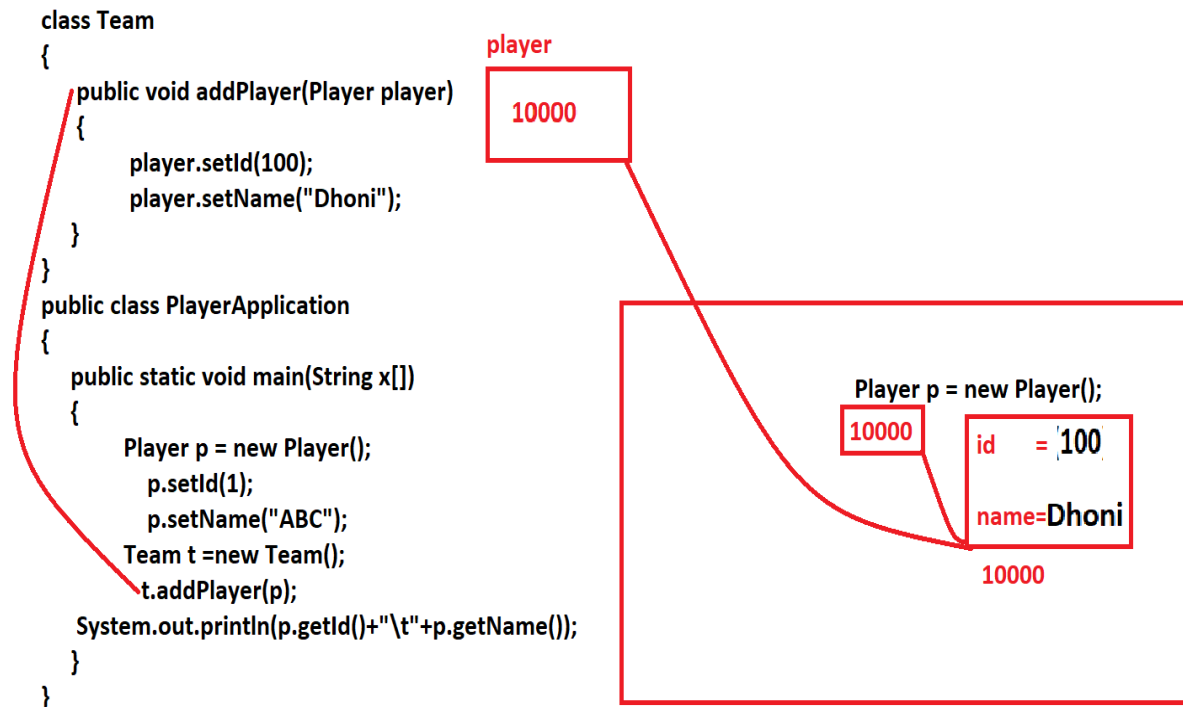 class Team
{
public void addPlayer(Player player)
{
player.setId(100);
player.setName("Dhoni");
}
}
public class PlayerApplication
{
public static void main(String x[])
{
Player p = new Player();
p.setId(1);
p.setName("ABC");
Team t =new Team();
t.addPlayer(p);
System.out.println(p.getId()+"\t"+p.getName());
}
}
player
10000
Player p = new Player();
10000
id = (100)
name=Dhoni
10000